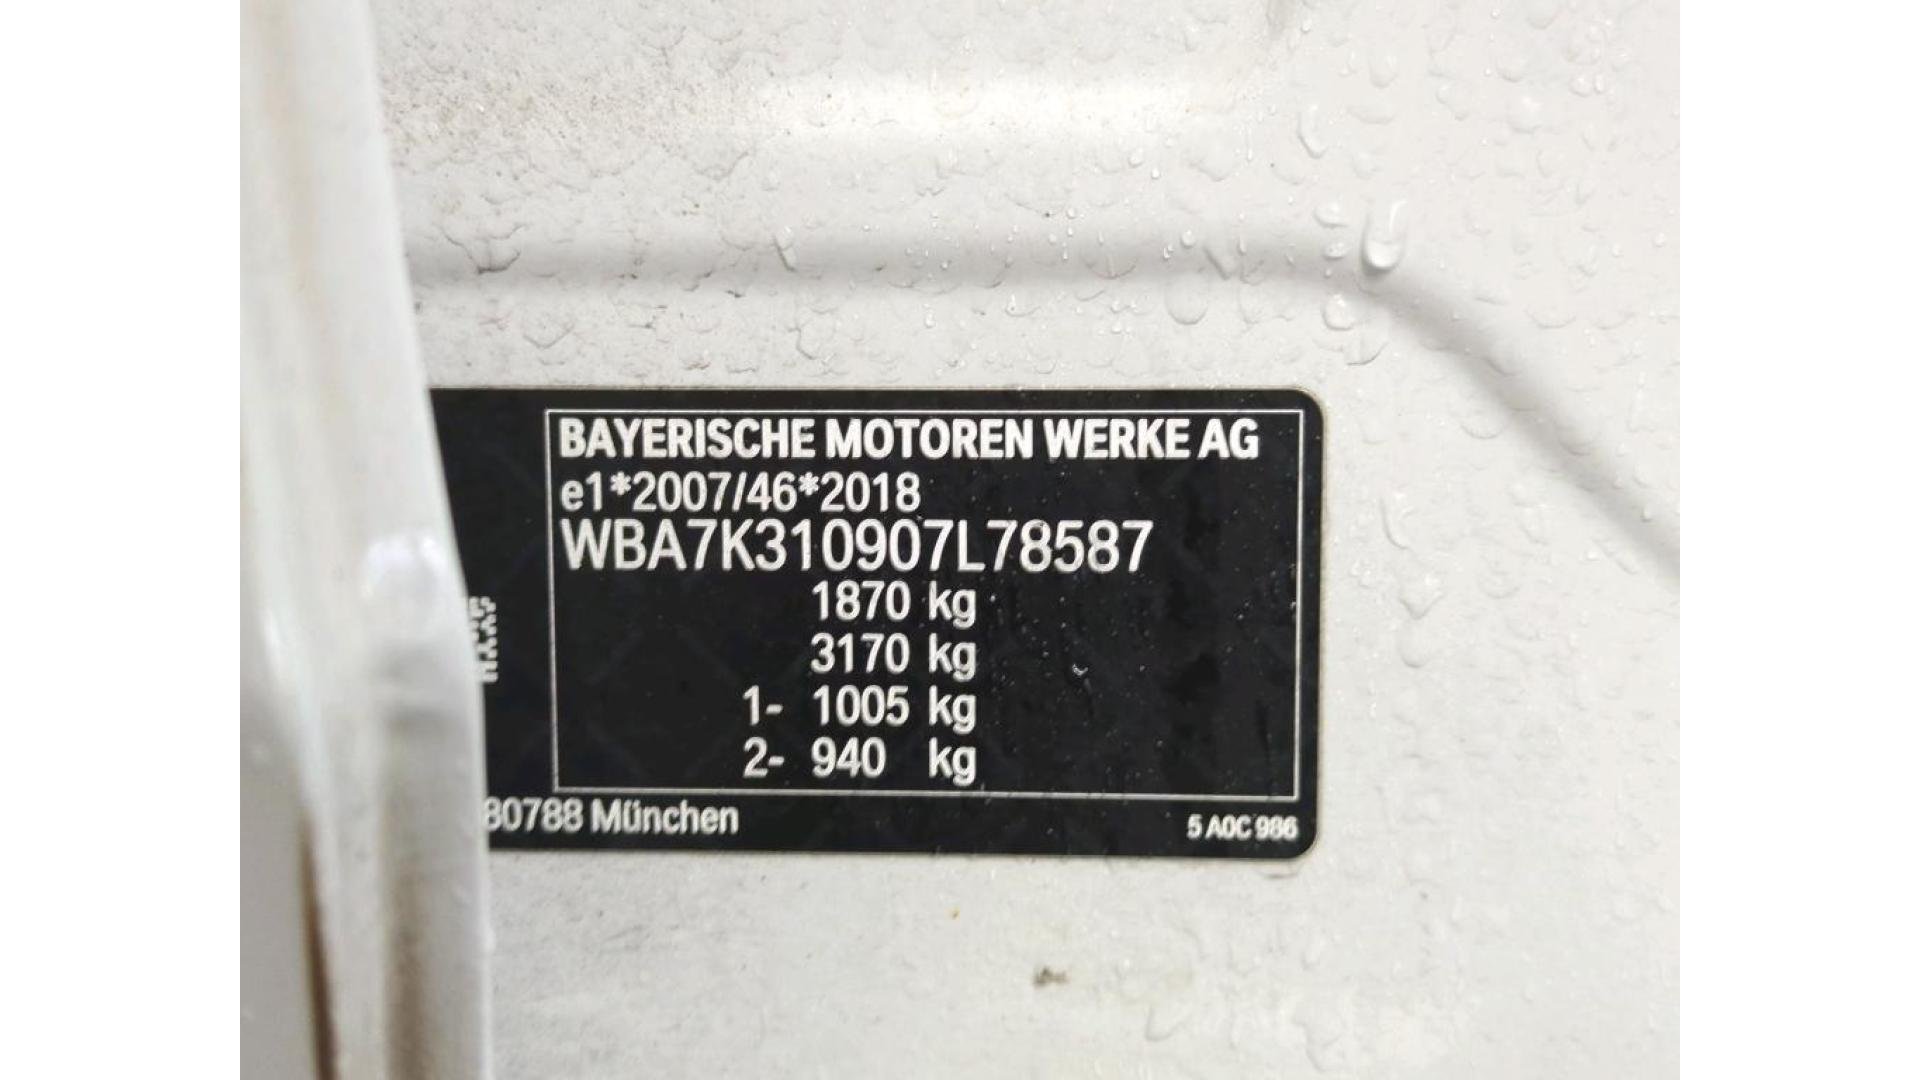 BAYERISCHE MOTOREN WERKE AG
e1*2007/46*2018
WBA7K310907L78587
1870 kg
3170 kg
1- 1005 kg
2- 940 kg
80788 München
5 A0C 986